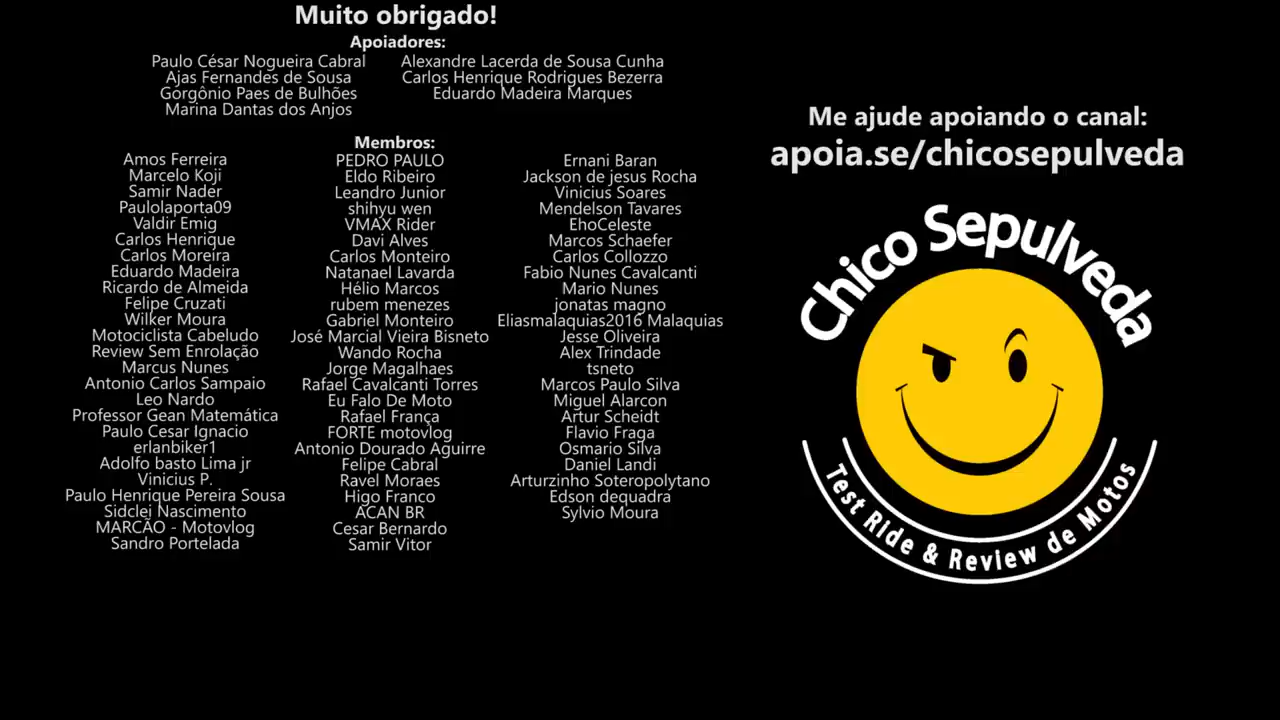 Muito obrigado!
Apoiadores:
Paulo César Nogueira Cabral
Ajas Fernandes de Sousa
Gorgônio Paes de Bulhões
Marina Dantas dos Anjos
Alexandre Lacerda de Sousa Cunha
Carlos Henrique Rodrigues Bezerra
Eduardo Madeira Marques
Membros:
Amos Ferreira
Marcelo Koji
Samir Nader
Paulolaporta09
Valdir Emig
Carlos Henrique
Carlos Moreira
Eduardo Madeira
Ricardo de Almeida
Felipe Cruzati
Wilker Moura
Motociclista Cabeludo
Review Sem Enrolação
Marcus Nunes
Antonio Carlos Sampaio
Leo Nardo
Professor Gean Matemática
Paulo Cesar Ignacio
erlanbiker1
Adolfo basto Lima jr
Vinicius P.
Paulo Henrique Pereira Sousa
Sidclei Nascimento
MARCÃO - Motovlog
Sandro Portelada
PEDRO PAULO
Eldo Ribeiro
Leandro Junior
shihyu wen
VMAX Rider
Davi Alves
Carlos Monteiro
Natanael Lavarda
Hélio Marcos
rubem menezes
Gabriel Monteiro
José Marcial Vieira Bisneto
Wando Rocha
Jorge Magalhaes
Rafael Cavalcanti Torres
Eu Falo De Moto
Rafael França
FORTE motovlog
Antonio Dourado Aguirre
Felipe Cabral
Ravel Moraes
Higo Franco
ACAN BR
Cesar Bernardo
Samir Vitor
Ernani Baran
Jackson de jesus Rocha
Vinicius Soares
Mendelson Tavares
EhoCeleste
Marcos Schaefer
Carlos Collozzo
Fabio Nunes Cavalcanti
Mario Nunes
jonatas magno
Eliasmalaquias2016 Malaquias
Jesse Oliveira
Alex Trindade
tsneto
Marcos Paulo Silva
Miguel Alarcon
Artur Scheidt
Flavio Fraga
Osmario Silva
Daniel Landi
Arturzinho Soteropolytano
Edson dequadra
Sylvio Moura
Me ajude apoiando o canal:
apoia.se/chicosepulveda
Chico Sepulveda
Test Ride & Review de Motos